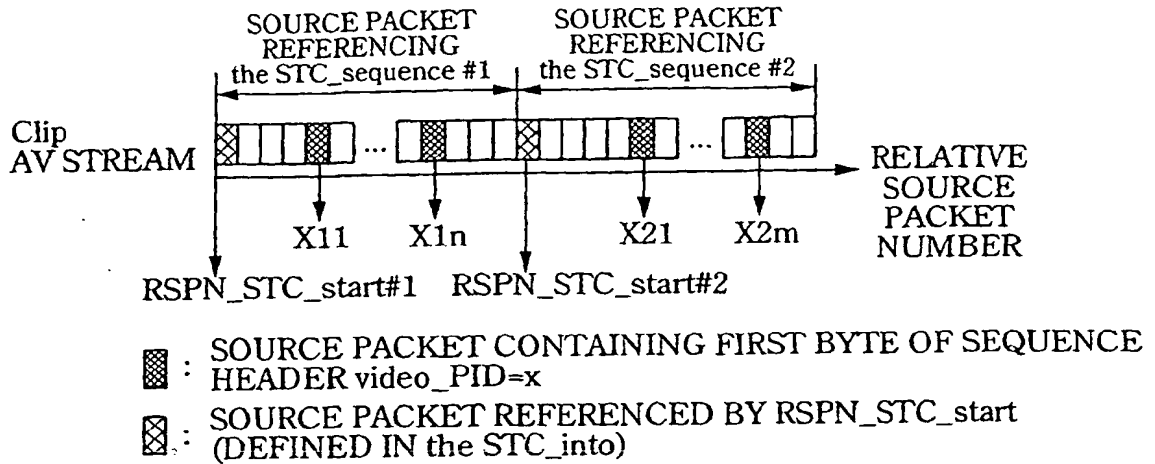 SOURCE PACKET
REFERENCING
the STC_sequence #1
SOURCE PACKET
REFERENCING
the STC_sequence #2
Clip
AV STREAM
...
...
RELATIVE
SOURCE
PACKET
NUMBER
X11
X1n
X21
X2m
RSPN_STC_start#1
RSPN_STC_start#2
: SOURCE PACKET CONTAINING FIRST BYTE OF SEQUENCE
HEADER video_PID=x
: SOURCE PACKET REFERENCED BY RSPN_STC_start
(DEFINED IN the STC_into)